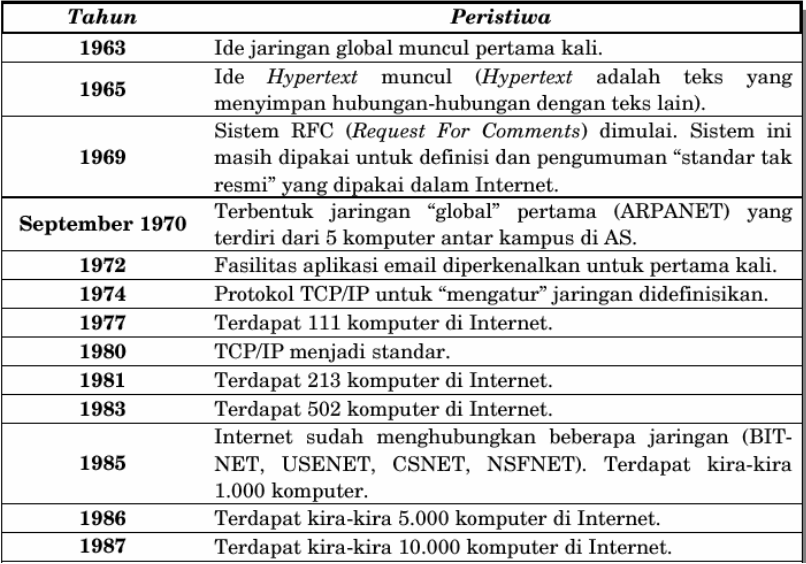 Tahun Peristiwa
1963 Ide jaringan global muncul pertama kali.
Ide Hypertext muncul (Hypertext adalah teks yang
1965
menyimpan hubungan-hubungan dengan teks lain).
Sistem RFC (Request For Comments) dimulai. Sistem ini
1969 masih dipakai untuk definisi dan pengumuman “standar tak
resmi” yang dipakai dalam Internet.
September 1970 Terbentuk jaringan “global” pertama (ARPANET) yang
terdiri dari 5 komputer antar kampus di AS.
1972 Fasilitas aplikasi email diperkenalkan untuk pertama kali.
1974 Protokol TCP/IP untuk “mengatur” jaringan didefinisikan.
1977 Terdapat 111 komputer di Internet.
1980 TCP/IP menjadi standar.
1981 Terdapat 213 komputer di Internet.
1983 Terdapat 502 komputer di Internet.
Internet sudah menghubungkan beberapa jaringan (BIT-
1985 NET, USENET, CSNET, NSFNET). Terdapat kira-kira
1.000 komputer.
1986 Terdapat kira-kira 5.000 komputer di Internet.
1987 Terdapat kira-kira 10.000 komputer di Internet.